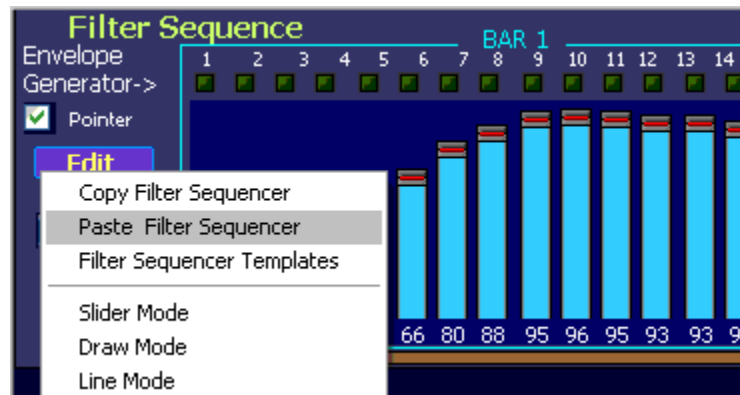 Filter Sequence
BAR 1
Envelope
Generator->
1 2 3 4 5 6 7 8 9 10 11 12 13 14
Pointer
Edit
Copy Filter Sequencer
Paste  Filter Sequencer
Filter Sequencer Templates
Slider Mode
Draw Mode
Line Mode
66 80 88 95 96 95 93 93 9